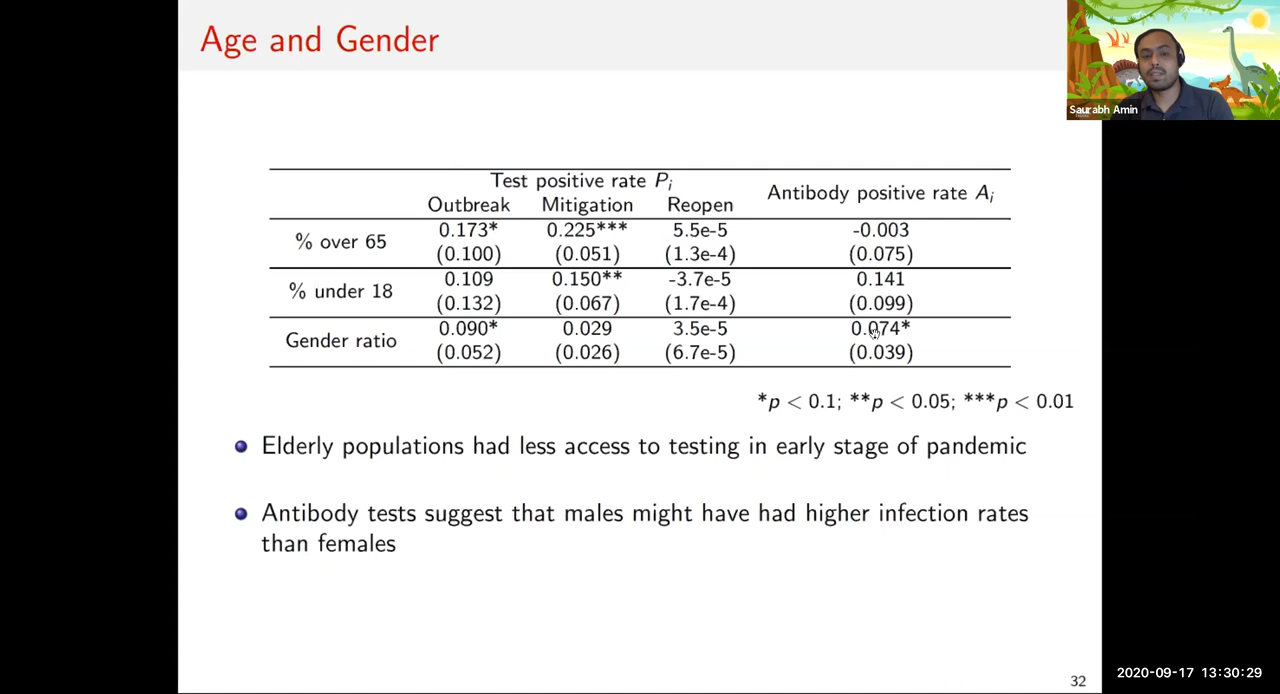 Age and Gender
Saurabh Amin
Test positive rate Pᵢ
Antibody positive rate Aᵢ
Outbreak Mitigation Reopen
% over 65
0.173* 0.225*** 5.5e-5 -0.003
(0.100) (0.051) (1.3e-4) (0.075)
% under 18
0.109 0.150** -3.7e-5 0.141
(0.132) (0.067) (1.7e-4) (0.099)
Gender ratio
0.090* 0.029 3.5e-5 0.074*
(0.052) (0.026) (6.7e-5) (0.039)
*p < 0.1; **p < 0.05; ***p < 0.01
Elderly populations had less access to testing in early stage of pandemic
Antibody tests suggest that males might have had higher infection rates
than females
32
2020-09-17 13:30:29